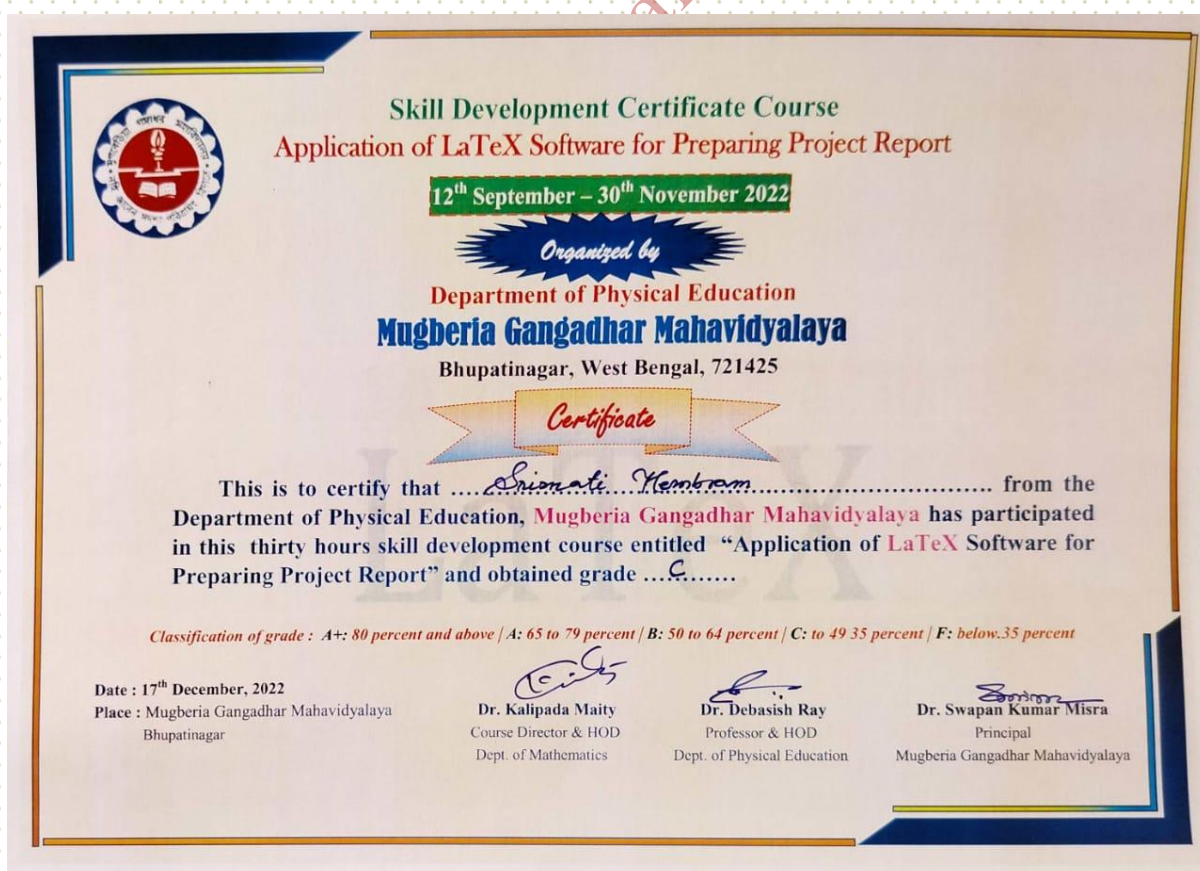 Skill Development Certificate Course
Application of LaTeX Software for Preparing Project Report
12th September – 30th November 2022
Organized by
Department of Physical Education
Mugberia Gangadhar Mahavidyalaya
Bhupatinagar, West Bengal, 721425
Certificate
LaTeX
This is to certify that ....Srismati Hembram.................................... from the
Department of Physical Education, Mugberia Gangadhar Mahavidyalaya has participated
in this thirty hours skill development course entitled “Application of LaTeX Software for
Preparing Project Report” and obtained grade ....C.......
Classification of grade : A+: 80 percent and above | A: 65 to 79 percent | B: 50 to 64 percent | C: to 49 35 percent | F: below.35 percent
Date : 17th December, 2022
Place : Mugberia Gangadhar Mahavidyalaya
Bhupatinagar
Dr. Kalipada Maity
Course Director & HOD
Dept. of Mathematics
Dr. Debasish Ray
Professor & HOD
Dept. of Physical Education
Dr. Swapan Kumar Misra
Principal
Mugberia Gangadhar Mahavidyalaya